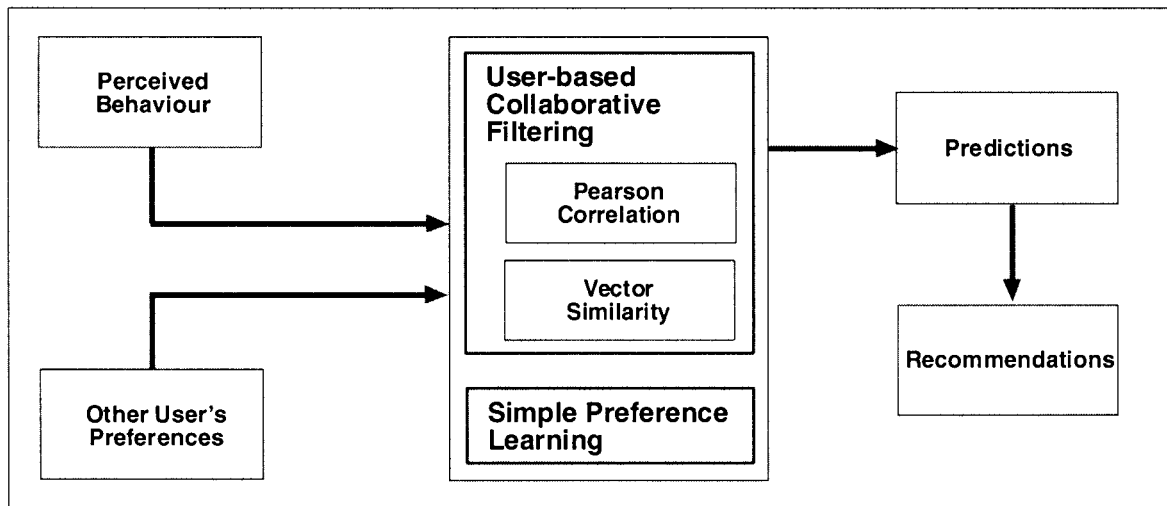 Perceived
Behaviour
Other User's
Preferences
User-based
Collaborative
Filtering
Pearson
Correlation
Vector
Similarity
Simple Preference
Learning
Predictions
Recommendations